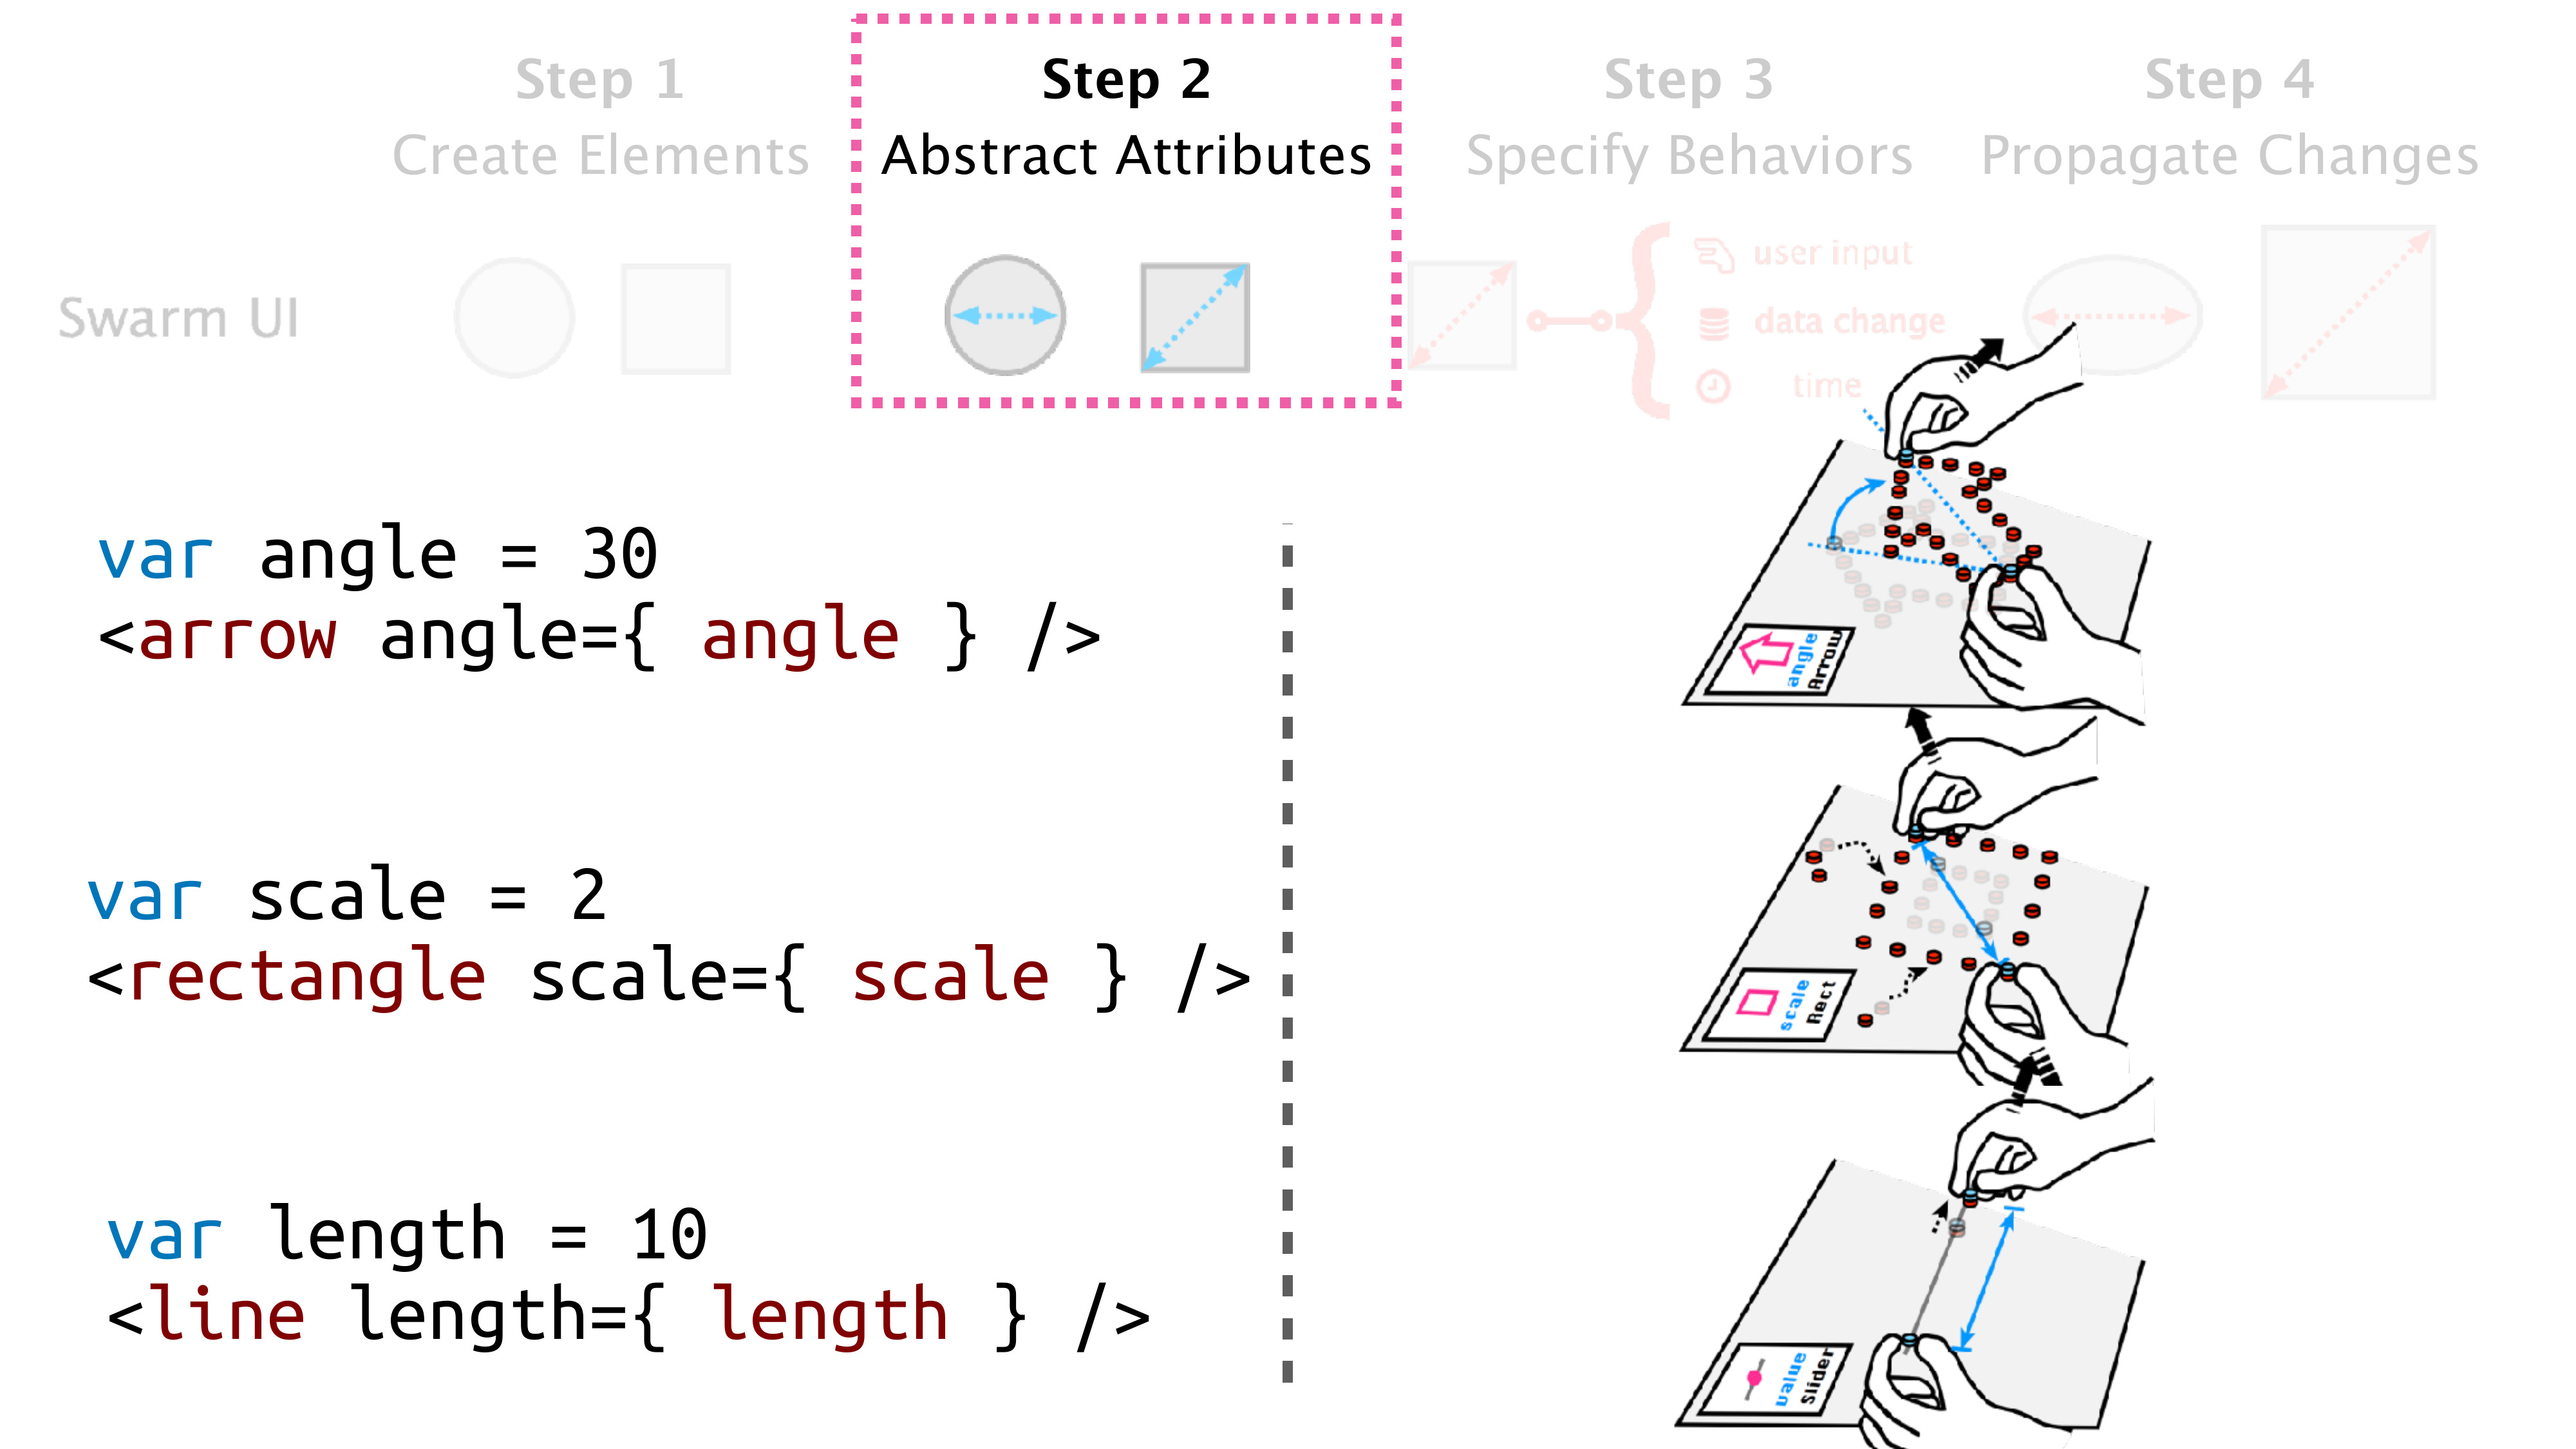 Step 1
Create Elements
Step 2
Abstract Attributes
Step 3
Specify Behaviors
Step 4
Propagate Changes
Swarm UI
user input
data change
time
var angle = 30
<arrow angle={ angle } />
var scale = 2
<rectangle scale={ scale } />
var length = 10
<line length={ length } />
angle
Arrow
scale
Rect
value
Slider